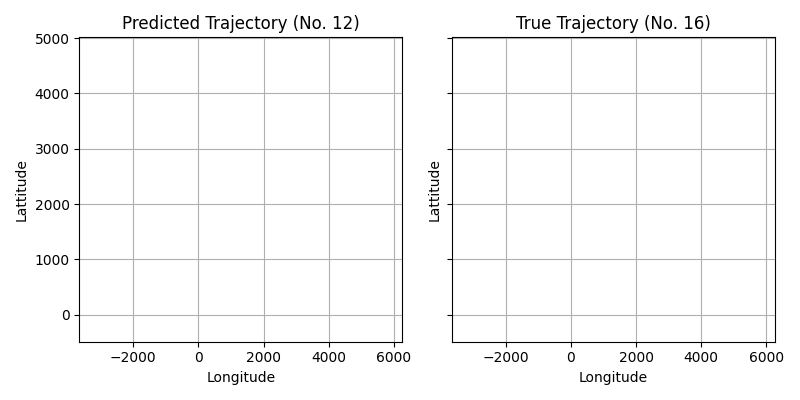 Predicted Trajectory (No. 12)
True Trajectory (No. 16)
5000
4000
3000
2000
1000
0
Lattitude
Lattitude
−2000 0 2000 4000 6000
−2000 0 2000 4000 6000
Longitude
Longitude